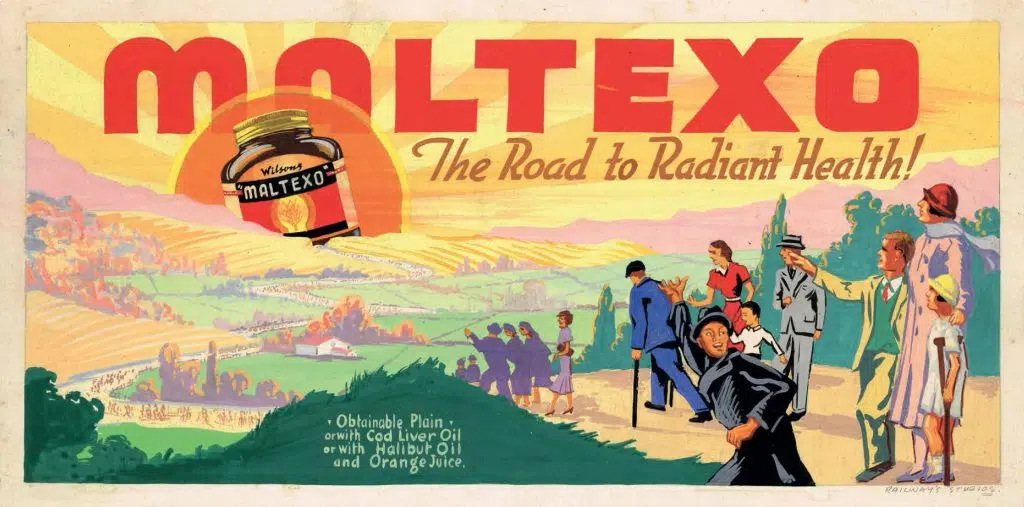 MALTEXO
The Road to Radiant Health!
Wilsons
"MALTEXO"
• Obtainable Plain •
or with Cod Liver Oil
or with Halibut Oil
and Orange Juice.
RAILWAYS STUDIOS.